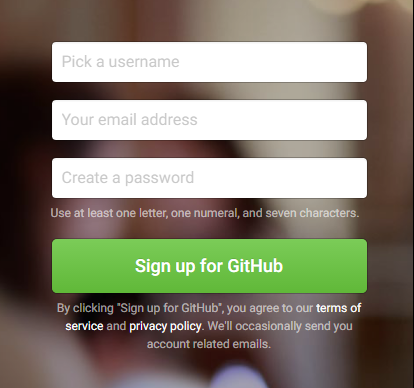 Pick a username
Your email address
Create a password
Use at least one letter, one numeral, and seven characters.
Sign up for GitHub
By clicking "Sign up for GitHub", you agree to our terms of
service and privacy policy. We'll occasionally send you
account related emails.